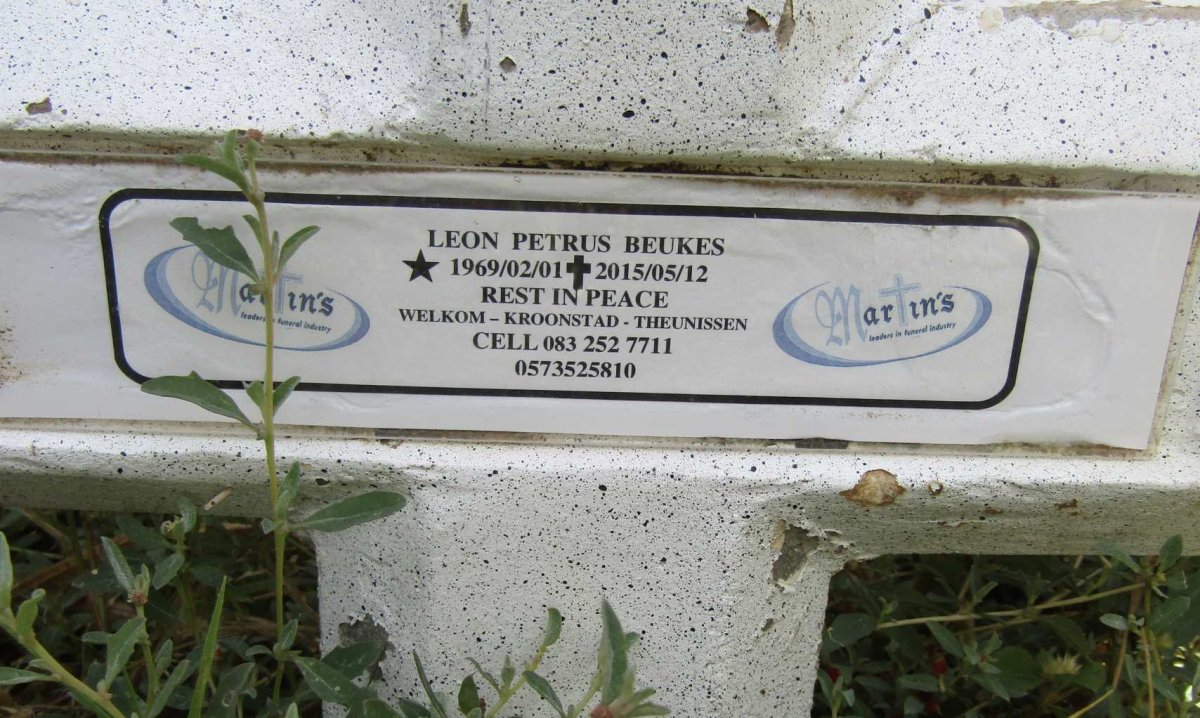 LEON PETRUS BEUKES
★ 1969/02/01 ✝ 2015/05/12
REST IN PEACE
WELKOM – KROONSTAD - THEUNISSEN
CELL 083 252 7711
0573525810
Martin's
leaders in funeral industry
Martin's
leaders in funeral industry